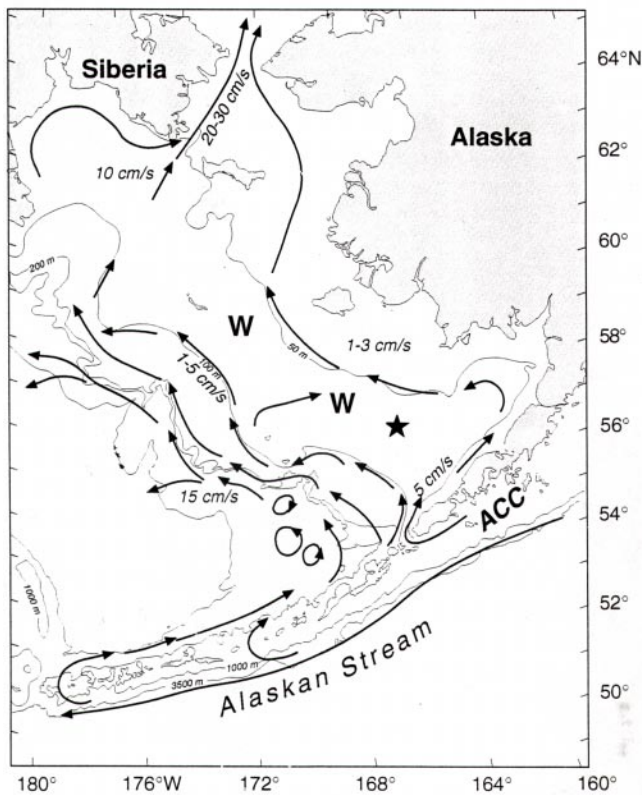 64°N
Siberia
20-30 cm/s
Alaska
62°
10 cm/s
60°
200 m
W
58°
50 m
1-3 cm/s
100 m
1-5 cm/s
W
56°
5 cm/s
15 cm/s
ACC
54°
1000 m
52°
Alaskan Stream
1000 m
3500 m
50°
180° 176°W 172° 168° 164° 160°